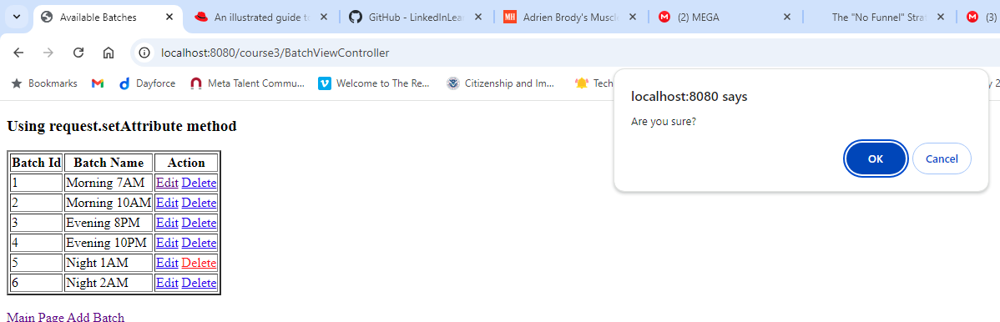 Available Batches
An illustrated guide to
GitHub - LinkedInLear
Adrien Brody's Muscle
(2) MEGA
The "No Funnel" Strat
(3)
localhost:8080/course3/BatchViewController
Bookmarks
Dayforce
Meta Talent Commu...
Welcome to The Re...
Citizenship and Im...
Tech
y 2
localhost:8080 says
Are you sure?
OK Cancel
Using request.setAttribute method
Batch Id Batch Name Action
1 Morning 7AM Edit Delete
2 Morning 10AM Edit Delete
3 Evening 8PM Edit Delete
4 Evening 10PM Edit Delete
5 Night 1AM Edit Delete
6 Night 2AM Edit Delete
Main Page Add Batch